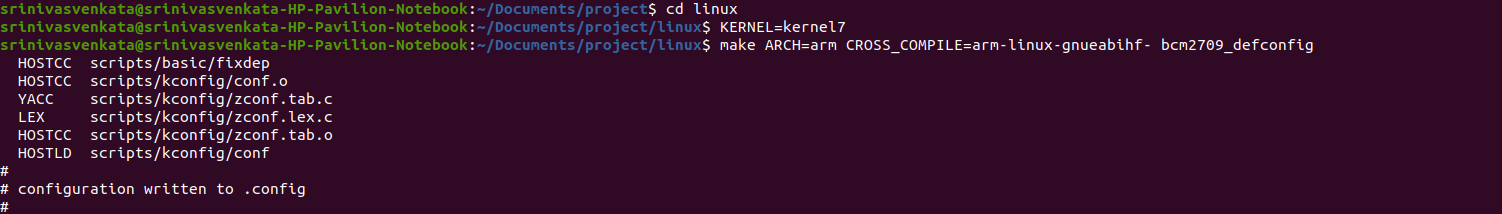 srinivasvenkata@srinivasvenkata-HP-Pavilion-Notebook:~/Documents/project$ cd linux
srinivasvenkata@srinivasvenkata-HP-Pavilion-Notebook:~/Documents/project/linux$ KERNEL=kernel7
srinivasvenkata@srinivasvenkata-HP-Pavilion-Notebook:~/Documents/project/linux$ make ARCH=arm CROSS_COMPILE=arm-linux-gnueabihf- bcm2709_defconfig
  HOSTCC  scripts/basic/fixdep
  HOSTCC  scripts/kconfig/conf.o
  YACC    scripts/kconfig/zconf.tab.c
  LEX     scripts/kconfig/zconf.lex.c
  HOSTCC  scripts/kconfig/zconf.tab.o
  HOSTLD  scripts/kconfig/conf
#
# configuration written to .config
#